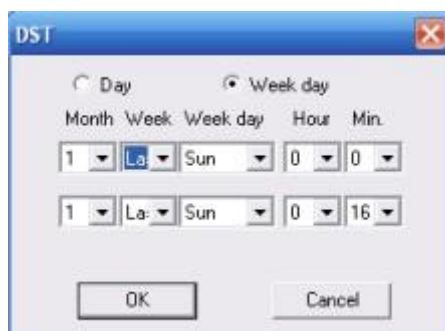 DST
Day Week day
Month Week Week day Hour Min.
1 La Sun 0 0
1 La Sun 0 16
OK Cancel